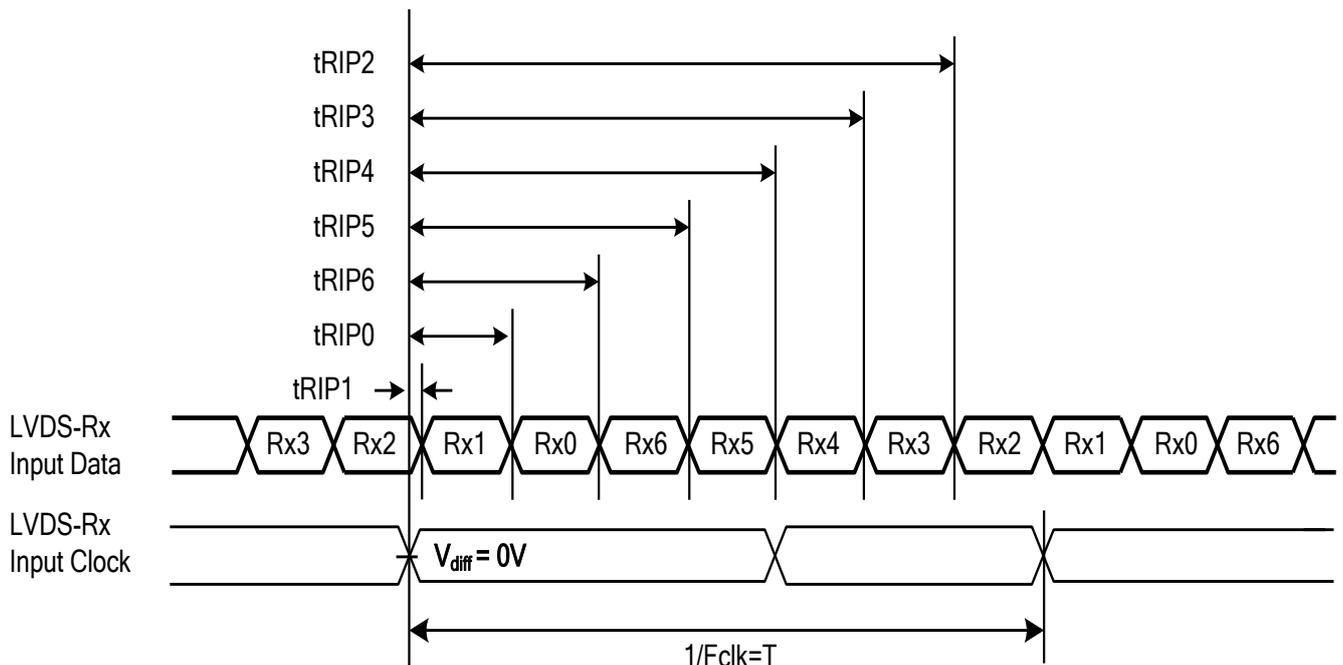 tRIP2
tRIP3
tRIP4
tRIP5
tRIP6
tRIP0
tRIP1
LVDS-Rx
Input Data
Rx3 Rx2 Rx1 Rx0 Rx6 Rx5 Rx4 Rx3 Rx2 Rx1 Rx0 Rx6
LVDS-Rx
Input Clock
Vdiff = 0V
1/Fclk=T